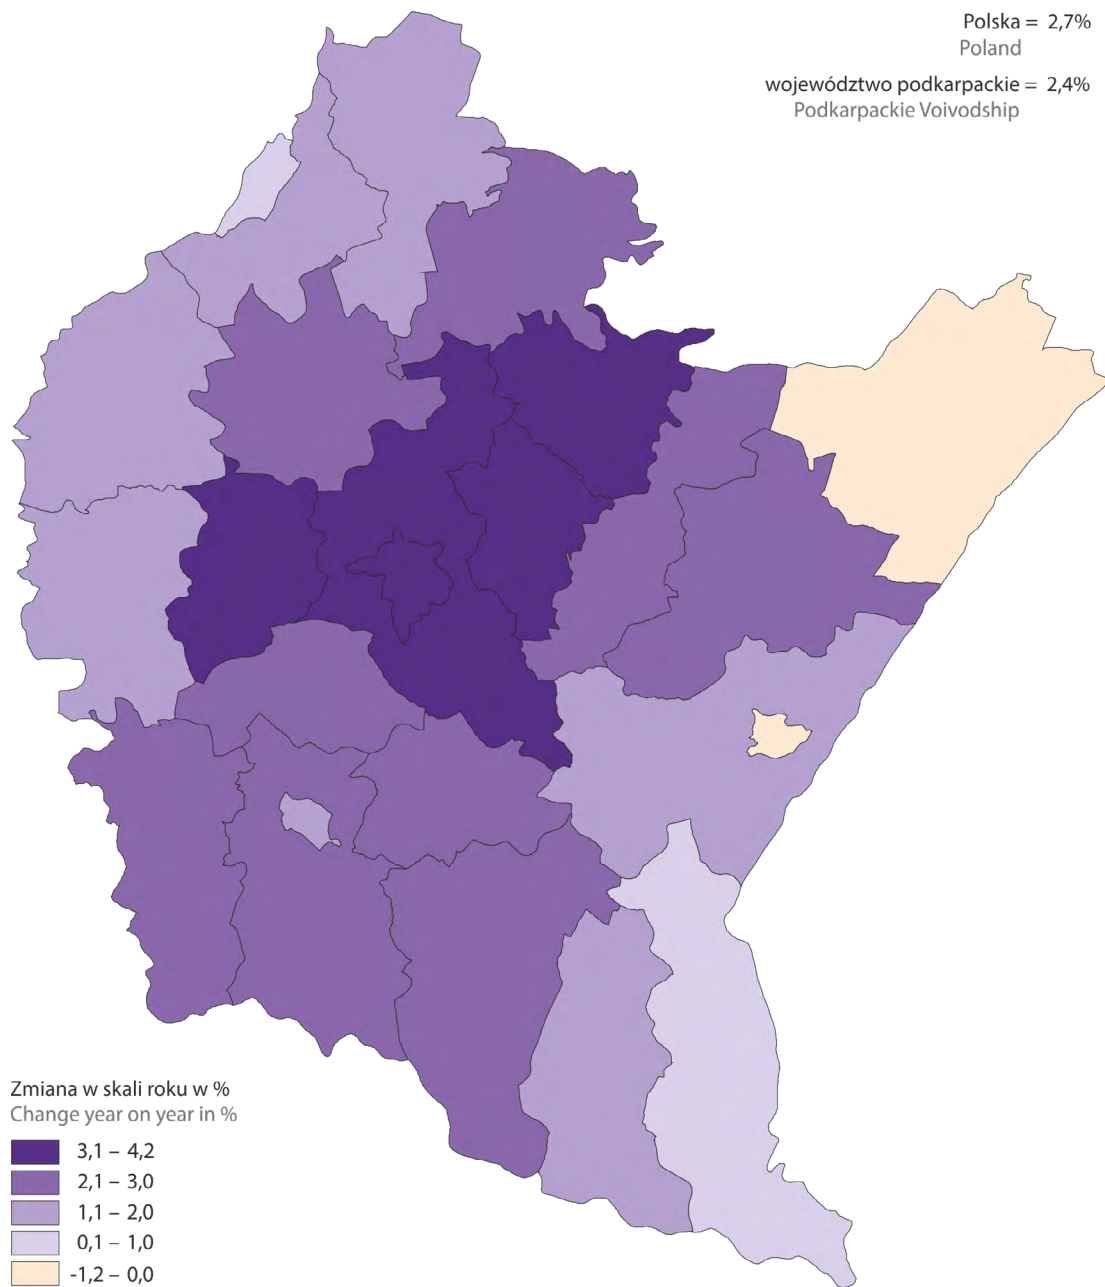 Polska = 2,7%
Poland
województwo podkarpackie = 2,4%
Podkarpackie Voivodship
Zmiana w skali roku w %
Change year on year in %
3,1 – 4,2
2,1 – 3,0
1,1 – 2,0
0,1 – 1,0
-1,2 – 0,0